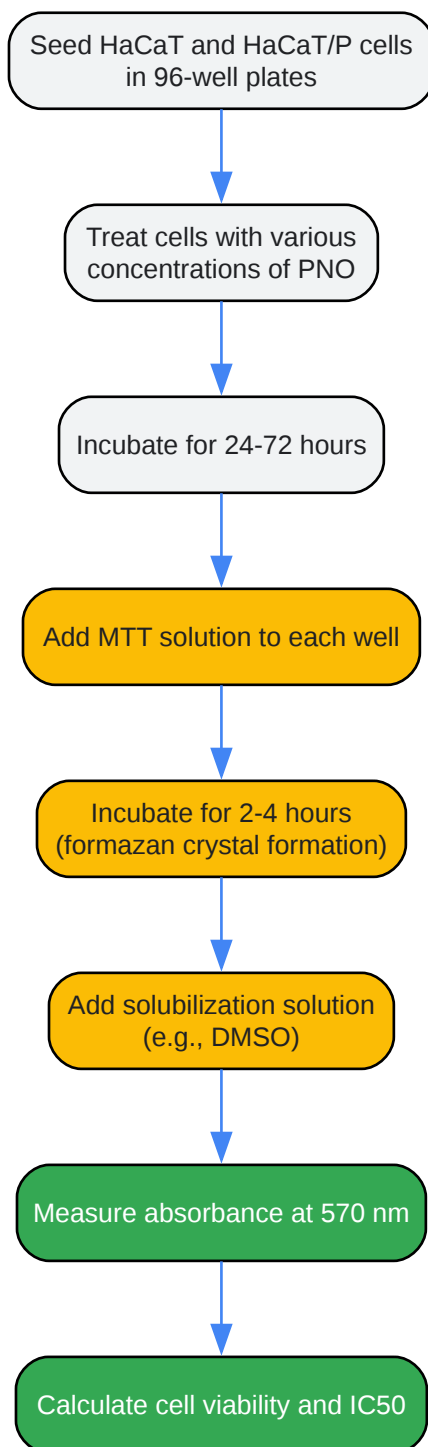 Seed HaCaT and HaCaT/P cells
in 96-well plates
Treat cells with various
concentrations of PNO
Incubate for 24-72 hours
Add MTT solution to each well
Incubate for 2-4 hours
(formazan crystal formation)
Add solubilization solution
(e.g., DMSO)
Measure absorbance at 570 nm
Calculate cell viability and IC50